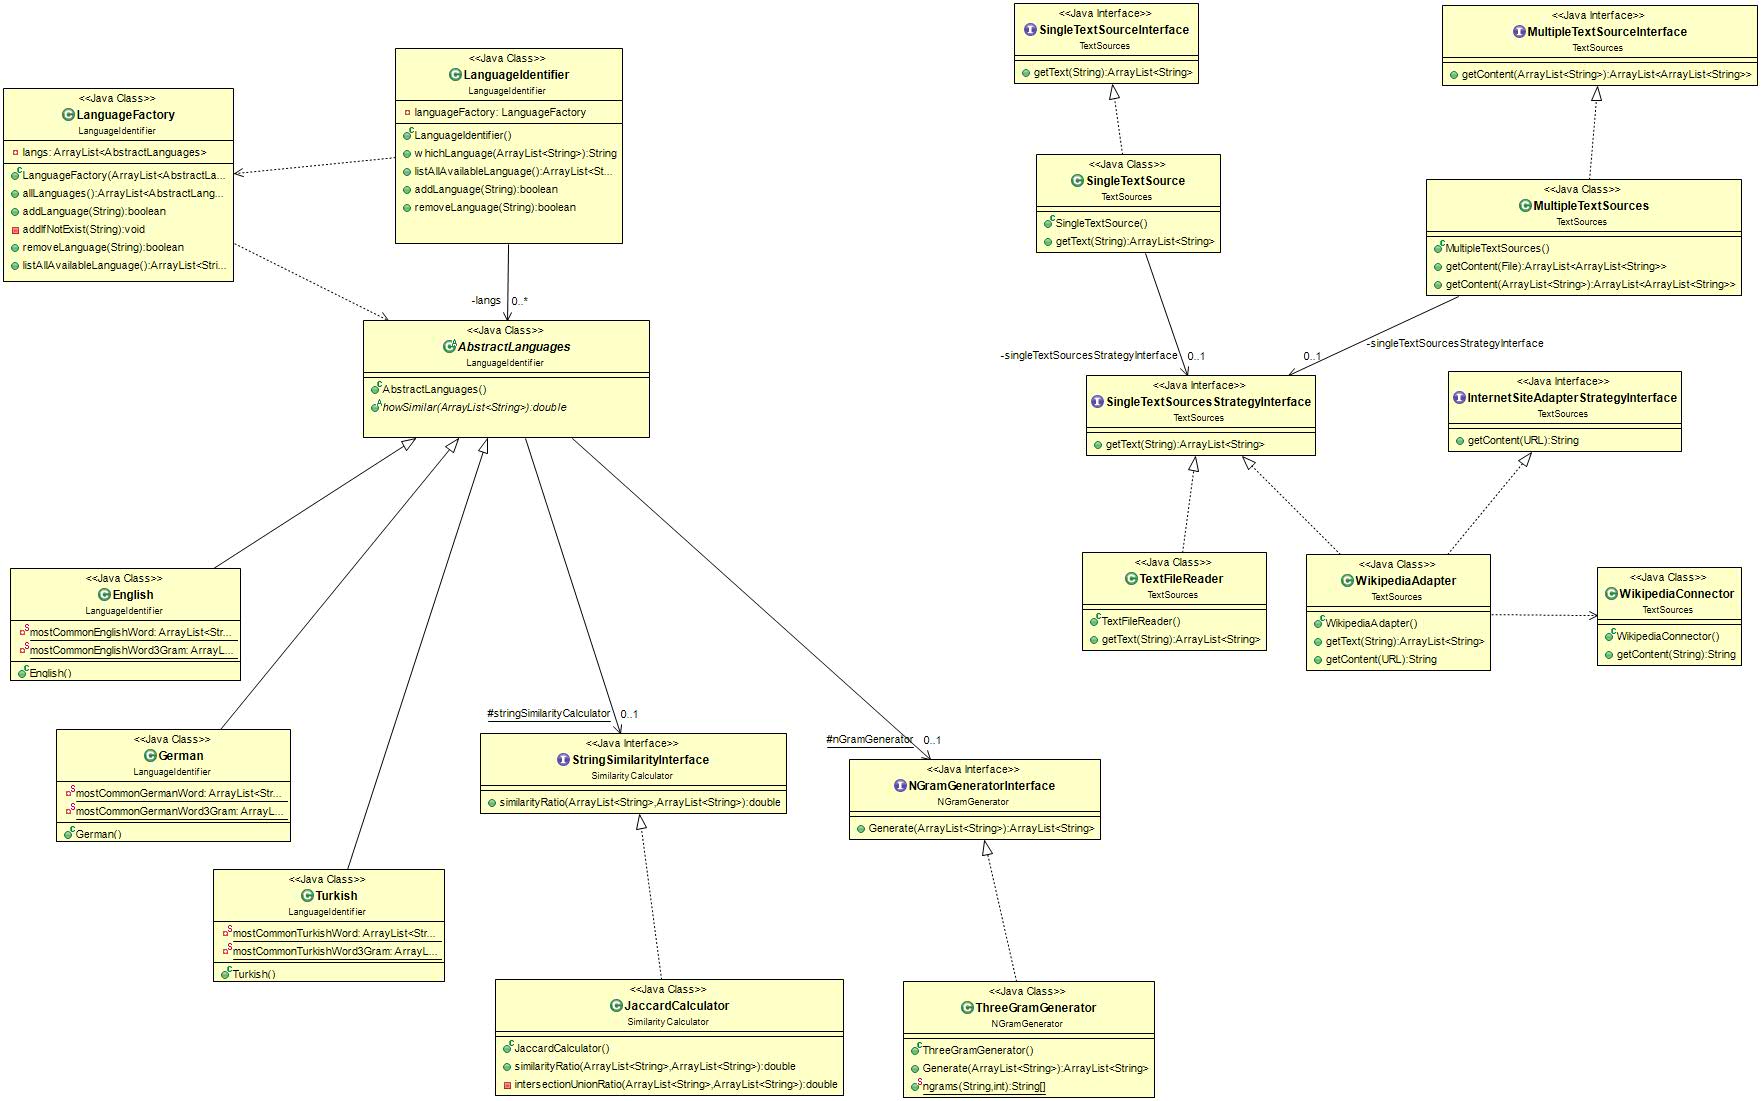 <<Java Class>>
LanguageFactory
LanguageIdentifier
langs: ArrayList<AbstractLanguages>
LanguageFactory(ArrayList<AbstractLa...
allLanguages():ArrayList<AbstractLang...
addLanguage(String):boolean
addIfNotExist(String):void
removeLanguage(String):boolean
listAllAvailableLanguage():ArrayList<Stri...
<<Java Class>>
LanguageIdentifier
LanguageIdentifier
languageFactory: LanguageFactory
LanguageIdentifier()
whichLanguage(ArrayList<String>):String
listAllAvailableLanguage():ArrayList<St...
addLanguage(String):boolean
removeLanguage(String):boolean
-langs 0..*
<<Java Class>>
AbstractLanguages
LanguageIdentifier
AbstractLanguages()
howSimilar(ArrayList<String>):double
<<Java Class>>
English
LanguageIdentifier
mostCommonEnglishWord: ArrayList<Str...
mostCommonEnglishWord3Gram: ArrayL...
English()
<<Java Class>>
German
LanguageIdentifier
mostCommonGermanWord: ArrayList<Str...
mostCommonGermanWord3Gram: ArrayL...
German()
<<Java Class>>
Turkish
LanguageIdentifier
mostCommonTurkishWord: ArrayList<Str...
mostCommonTurkishWord3Gram: ArrayL...
Turkish()
#stringSimilarityCalculator 0..1
<<Java Interface>>
StringSimilarityInterface
Similarity Calculator
similarityRatio(ArrayList<String>,ArrayList<String>):double
#nGramGenerator 0..1
<<Java Interface>>
NGramGeneratorInterface
NGramGenerator
Generate(ArrayList<String>):ArrayList<String>
<<Java Class>>
JaccardCalculator
Similarity Calculator
JaccardCalculator()
similarityRatio(ArrayList<String>,ArrayList<String>):double
intersectionUnionRatio(ArrayList<String>,ArrayList<String>):double
<<Java Class>>
ThreeGramGenerator
NGramGenerator
ThreeGramGenerator()
Generate(ArrayList<String>):ArrayList<String>
ngrams(String,int):String[]
<<Java Interface>>
SingleTextSourceInterface
TextSources
getText(String):ArrayList<String>
<<Java Interface>>
MultipleTextSourceInterface
TextSources
getContent(ArrayList<String>):ArrayList<ArrayList<String>>
<<Java Class>>
SingleTextSource
TextSources
SingleTextSource()
getText(String):ArrayList<String>
<<Java Class>>
MultipleTextSources
TextSources
MultipleTextSources()
getContent(File):ArrayList<ArrayList<String>>
getContent(ArrayList<String>):ArrayList<ArrayList<String>>
-singleTextSourcesStrategyInterface 0..1
0..1 -singleTextSourcesStrategyInterface
<<Java Interface>>
SingleTextSourcesStrategyInterface
TextSources
getText(String):ArrayList<String>
<<Java Interface>>
InternetSiteAdapterStrategyInterface
TextSources
getContent(URL):String
<<Java Class>>
TextFileReader
TextSources
TextFileReader()
getText(String):ArrayList<String>
<<Java Class>>
WikipediaAdapter
TextSources
WikipediaAdapter()
getText(String):ArrayList<String>
getContent(URL):String
<<Java Class>>
WikipediaConnector
TextSources
WikipediaConnector()
getContent(String):String